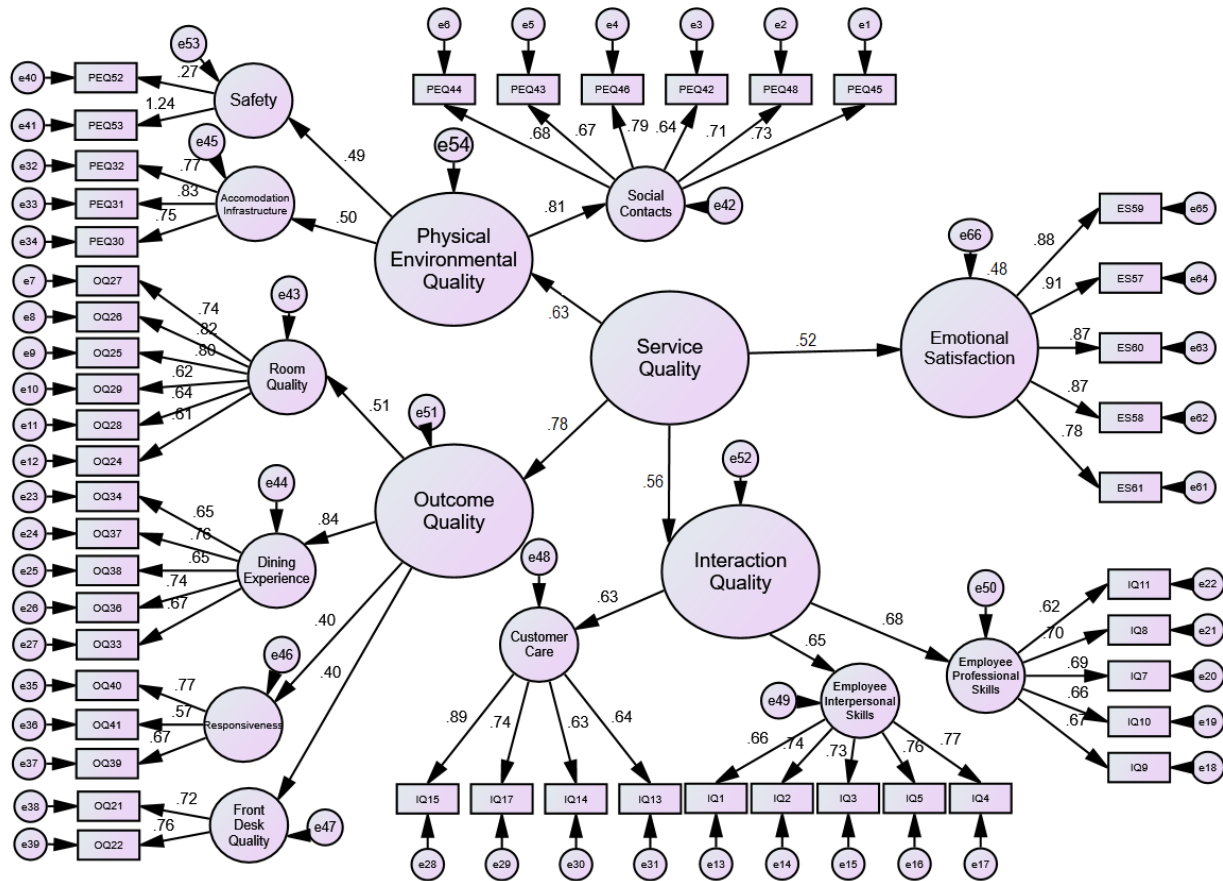 e53
e40
PEQ52
.27
Safety
1.24
e41
PEQ53
e45
e32
PEQ32
.77
e33
PEQ31
.83
Accomodation
Infrastructure
e34
PEQ30
.75
.49
.50
e54
Physical
Environmental
Quality
.81
e6
e5
e4
e3
e2
e1
PEQ44
PEQ43
PEQ46
PEQ42
PEQ48
PEQ45
.68
.67
.79
.64
.71
.73
Social
Contacts
e42
.63
Service
Quality
.52
e66
.48
Emotional
Satisfaction
.88
ES59
e65
.91
ES57
e64
.87
ES60
e63
.87
ES58
e62
.78
ES61
e61
e7
OQ27
.74
e43
e8
OQ26
.82
e9
OQ25
.80
Room
Quality
e10
OQ29
.62
e11
OQ28
.64
e12
OQ24
.61
.51
e51
.78
.56
Outcome
Quality
e23
OQ34
.65
e44
e24
OQ37
.76
e25
OQ38
.65
Dining
Experience
.84
e26
OQ36
.74
e27
OQ33
.67
.40
.40
e46
e35
OQ40
.77
e36
OQ41
.57
Responsiveness
e37
OQ39
.67
e38
OQ21
.72
Front
Desk
Quality
e47
e39
OQ22
.76
e52
Interaction
Quality
.63
.65
.68
e48
Customer
Care
.89
.74
.63
.64
IQ15
IQ17
IQ14
IQ13
e28
e29
e30
e31
e49
Employee
Interpersonal
Skills
.66
.74
.73
.76
.77
IQ1
IQ2
IQ3
IQ5
IQ4
e13
e14
e15
e16
e17
e50
Employee
Professional
Skills
.62
IQ11
e22
.70
IQ8
e21
.69
IQ7
e20
.66
IQ10
e19
.67
IQ9
e18